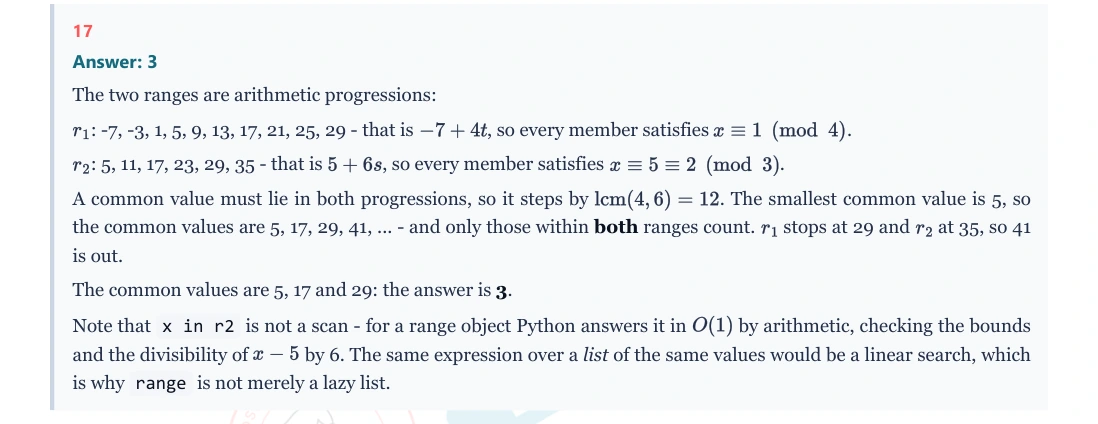 17
Answer: 3
The two ranges are arithmetic progressions:
r₁: -7, -3, 1, 5, 9, 13, 17, 21, 25, 29 - that is −7 + 4t, so every member satisfies x ≡ 1 (mod 4).
r₂: 5, 11, 17, 23, 29, 35 - that is 5 + 6s, so every member satisfies x ≡ 5 ≡ 2 (mod 3).
A common value must lie in both progressions, so it steps by lcm(4, 6) = 12. The smallest common value is 5, so
the common values are 5, 17, 29, 41, ... - and only those within both ranges count. r₁ stops at 29 and r₂ at 35, so 41
is out.
The common values are 5, 17 and 29: the answer is 3.
Note that x in r2 is not a scan - for a range object Python answers it in O(1) by arithmetic, checking the bounds
and the divisibility of x − 5 by 6. The same expression over a list of the same values would be a linear search, which
is why range is not merely a lazy list.